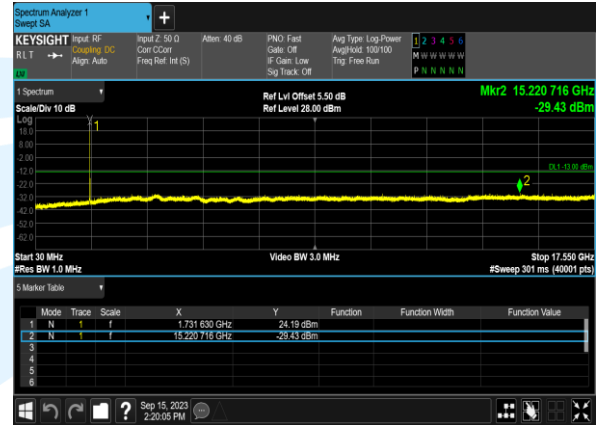 Spectrum Analyzer 1
Swept SA
+
KEYSIGHT Input: RF Input Z: 50 Ω Atten: 40 dB PNO: Fast Avg Type: Log-Power 1 2 3 4 5 6
RLT Coupling: DC Corr CCorr Gate: Off Avg|Hold: 100/100 M W W W W W
Align: Auto Freq Ref: Int (S) IF Gain: Low Trig: Free Run
Sig Track: Off P N N N N N
1 Spectrum Ref Lvl Offset 5.50 dB Mkr2 15.220 716 GHz
Scale/Div 10 dB Ref Level 28.00 dBm -29.43 dBm
Log
18.0 1
8.00
-2.00
-12.0 DL1 -13.00 dBm
-22.0 2
-32.0
-42.0
-52.0
-62.0
Start 30 MHz Video BW 3.0 MHz Stop 17.550 GHz
#Res BW 1.0 MHz #Sweep 301 ms (40001 pts)
5 Marker Table
Mode Trace Scale X Y Function Function Width Function Value
1 N 1 f 1.731 630 GHz 24.19 dBm
2 N 1 f 15.220 716 GHz -29.43 dBm
3
4
5
6
? Sep 15, 2023
2:20:05 PM